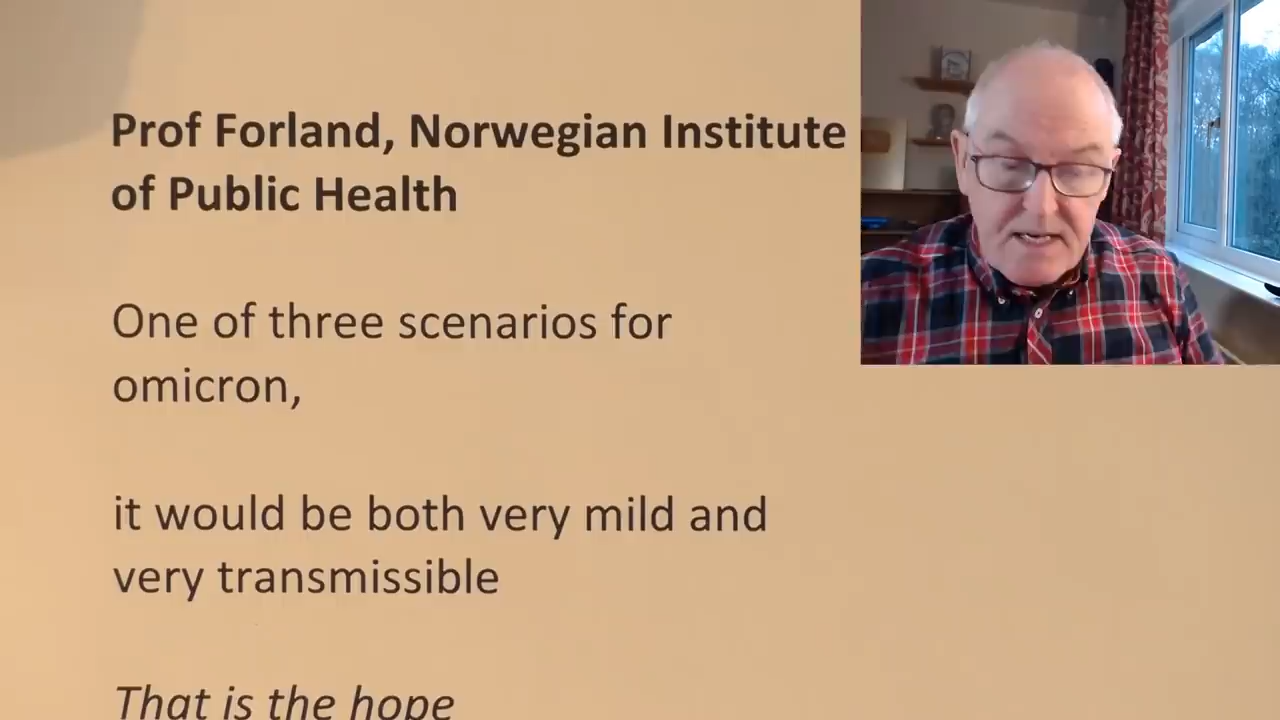 Prof Forland, Norwegian Institute
of Public Health
One of three scenarios for
omicron,
it would be both very mild and
very transmissible
That is the hope